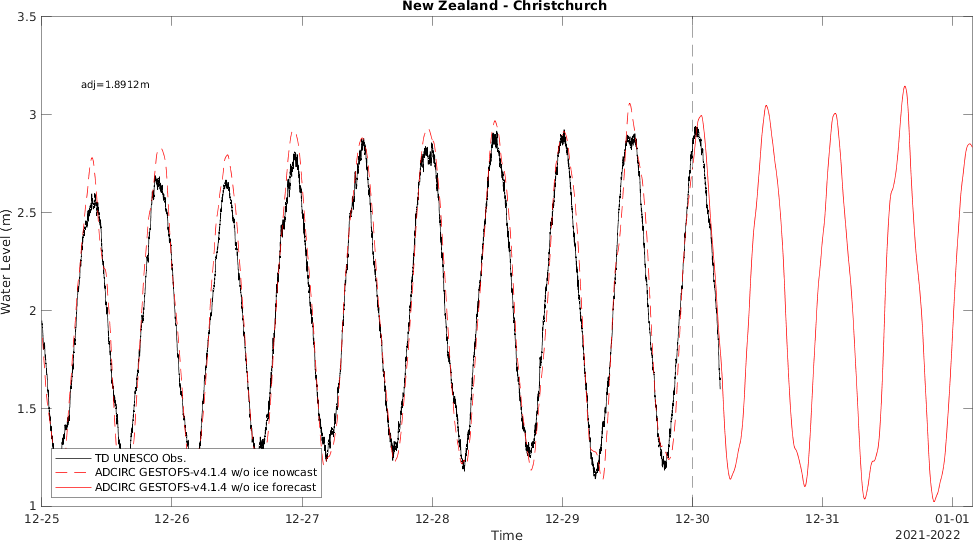 New Zealand - Christchurch
3.5
adj=1.8912m
3
2.5
Water Level (m)
2
1.5
TD UNESCO Obs.
ADCIRC GESTOFS-v4.1.4 w/o ice nowcast
ADCIRC GESTOFS-v4.1.4 w/o ice forecast
1
12-25 12-26 12-27 12-28 12-29 12-30 12-31 01-01
Time
2021-2022